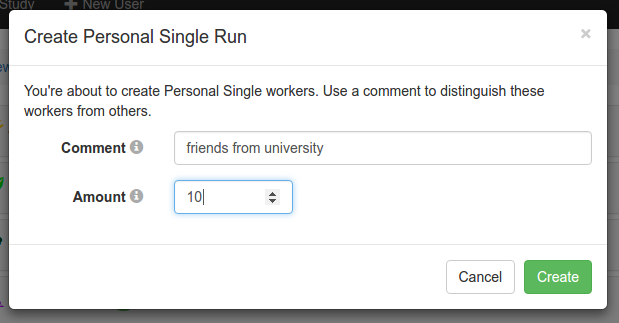 Study New User
Create Personal Single Run ×
You're about to create Personal Single workers. Use a comment to distinguish these
workers from others.
Comment friends from university
Amount 10
Cancel Create